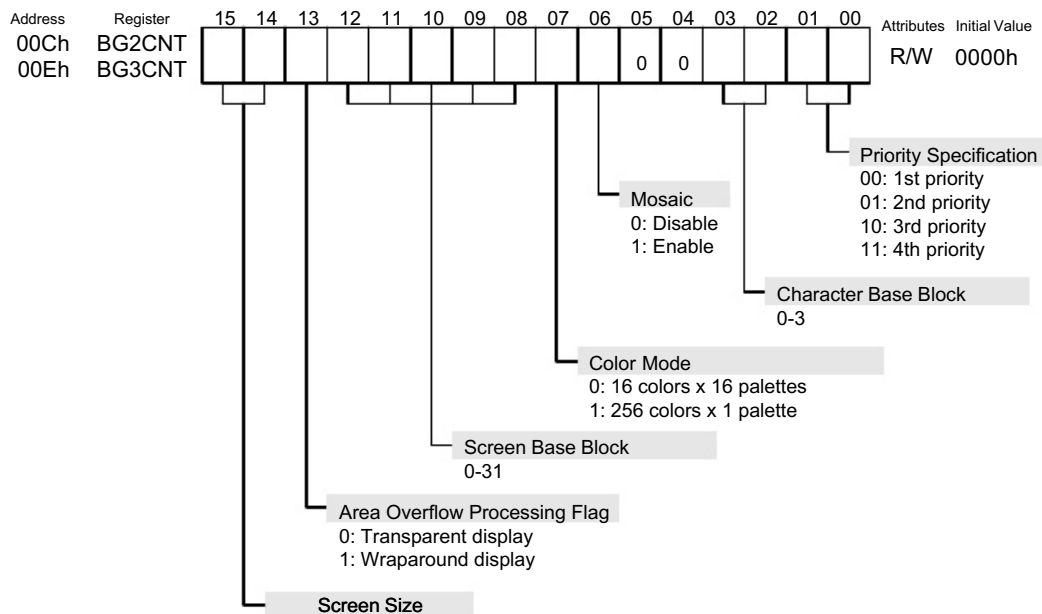 Address Register 15 14 13 12 11 10 09 08 07 06 05 04 03 02 01 00 Attributes Initial Value
00Ch BG2CNT R/W 0000h
00Eh BG3CNT 0 0
Priority Specification
00: 1st priority
01: 2nd priority
10: 3rd priority
11: 4th priority
Mosaic
0: Disable
1: Enable
Character Base Block
0-3
Color Mode
0: 16 colors x 16 palettes
1: 256 colors x 1 palette
Screen Base Block
0-31
Area Overflow Processing Flag
0: Transparent display
1: Wraparound display
Screen Size